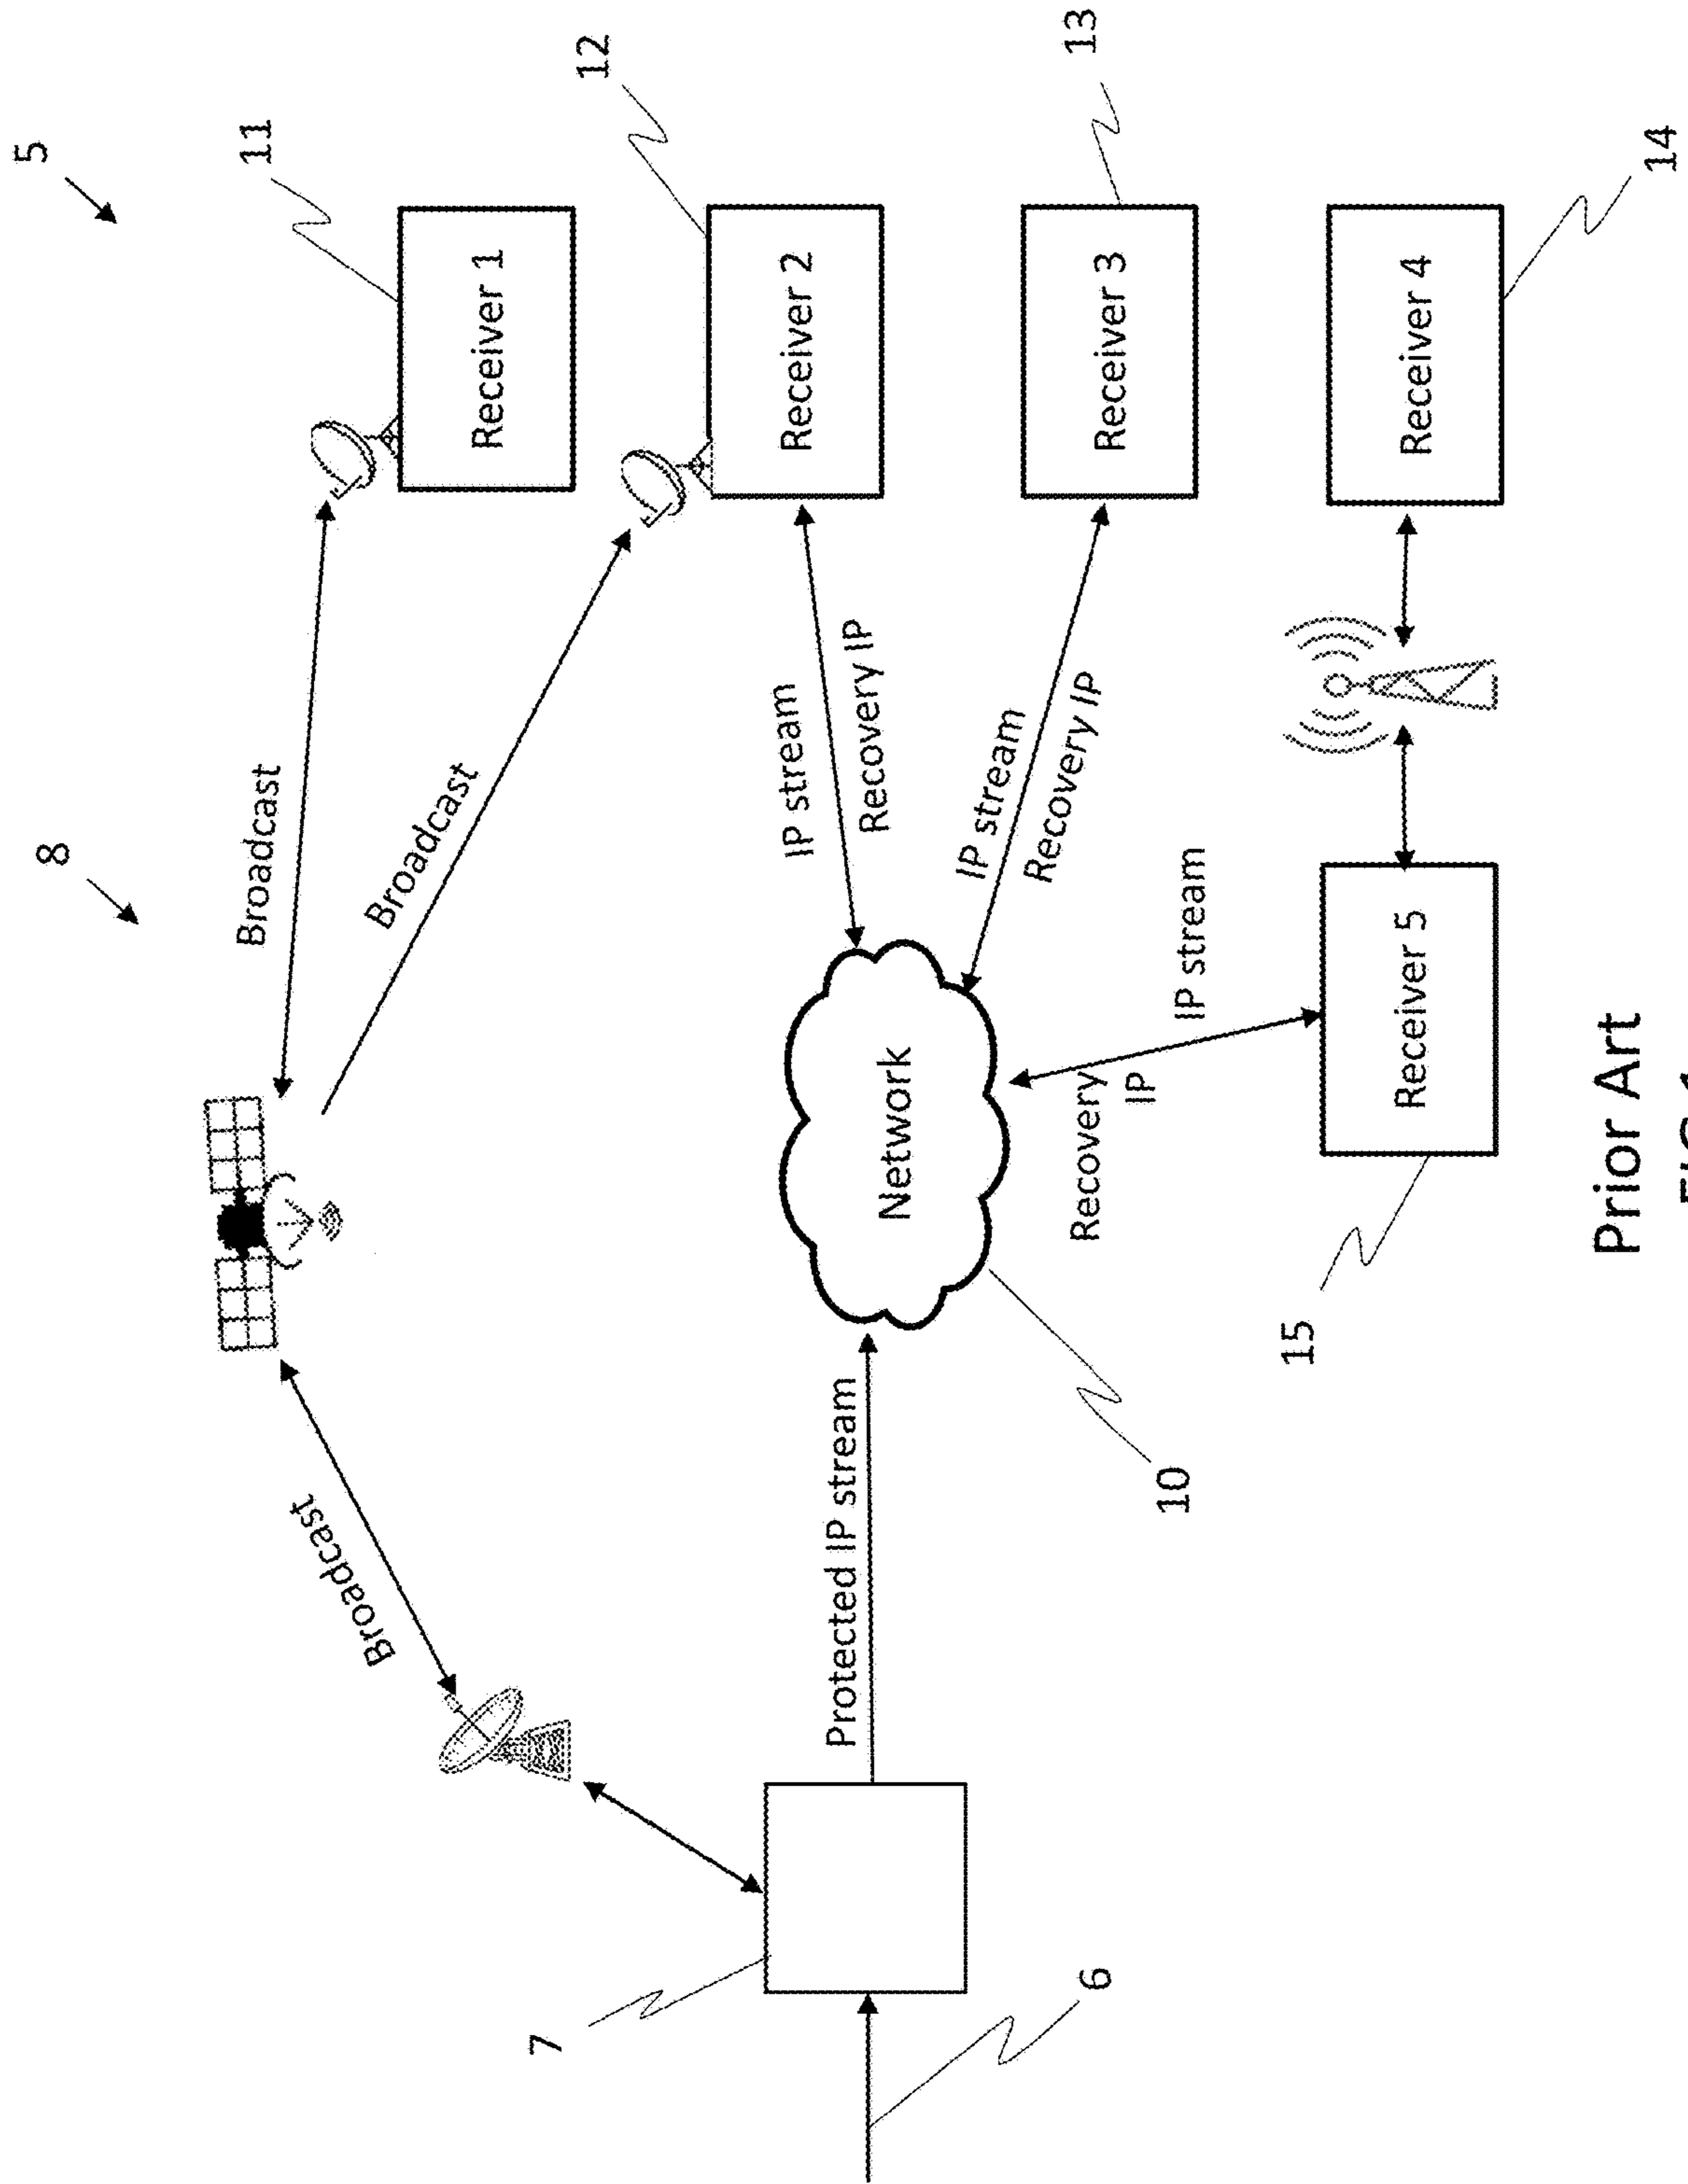 5
8
11
Broadcast
Broadcast
Receiver 1
12
Broadcast
7
Receiver 2
IP stream
Recovery IP
Protected IP stream
Network
13
IP stream
Recovery IP
Receiver 3
6
10
Recovery
IP
IP stream
15
Receiver 5
Receiver 4
14
Prior Art